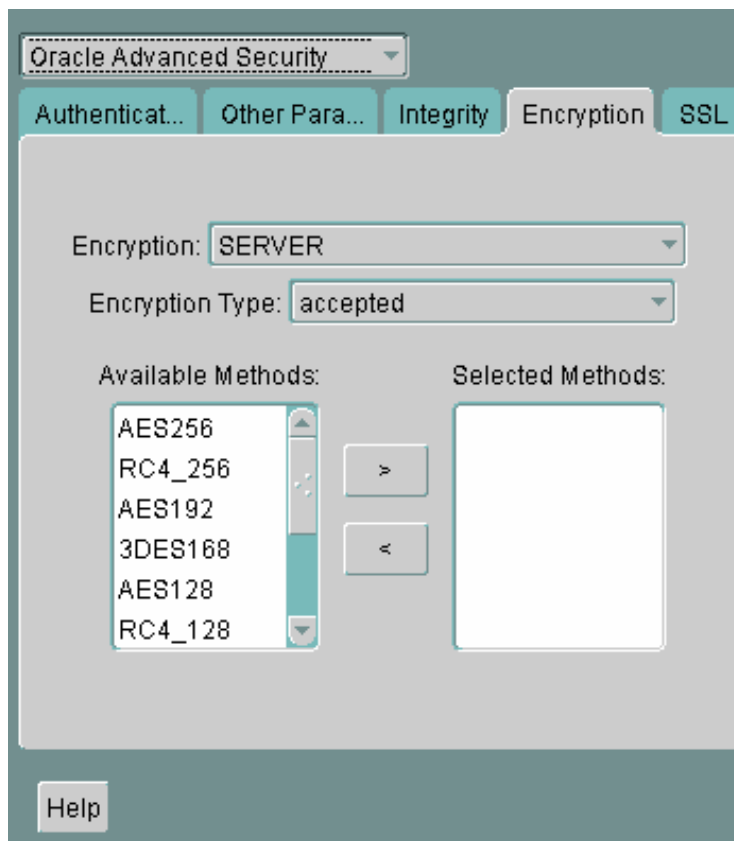 Oracle Advanced Security
Authenticat... Other Para... Integrity Encryption SSL
Encryption: SERVER
Encryption Type: accepted
Available Methods: Selected Methods:
AES256
RC4_256
>
AES192
3DES168
<
AES128
RC4_128
Help